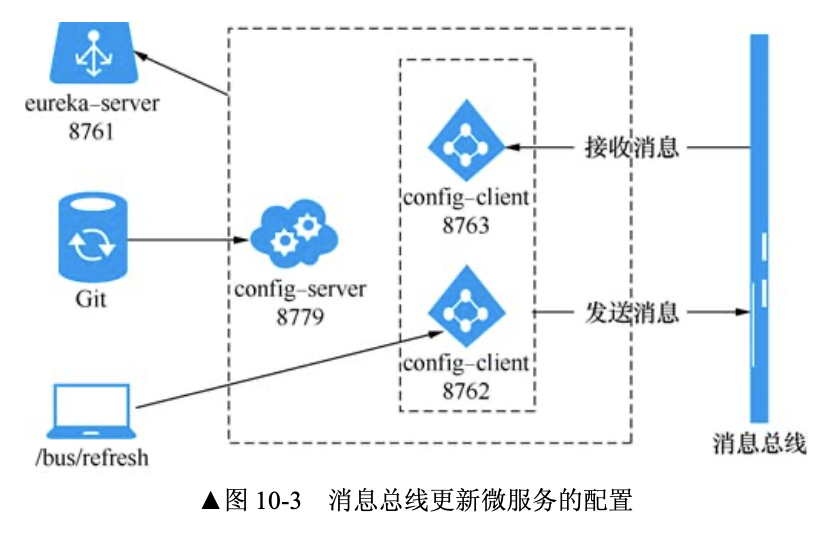 eureka-server
8761
接收消息
config-client
8763
Git
config-server
8779
发送消息
config-client
8762
/bus/refresh
消息总线
▲图 10-3 消息总线更新微服务的配置